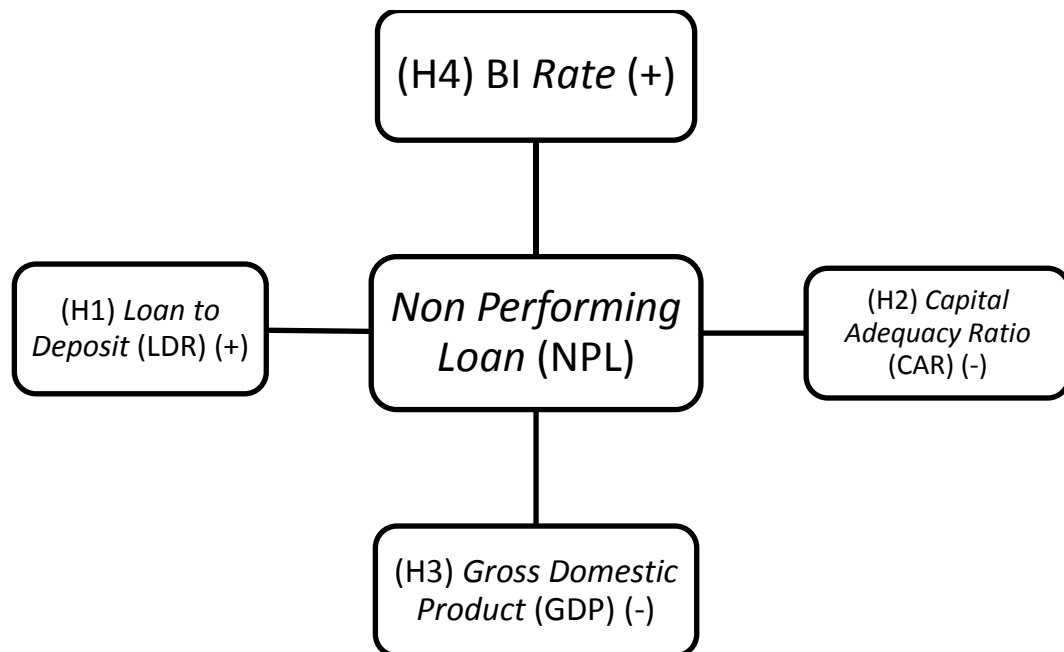 (H4) BI Rate (+)
(H1) Loan to
Deposit (LDR) (+)
Non Performing
Loan (NPL)
(H2) Capital
Adequacy Ratio
(CAR) (-)
(H3) Gross Domestic
Product (GDP) (-)